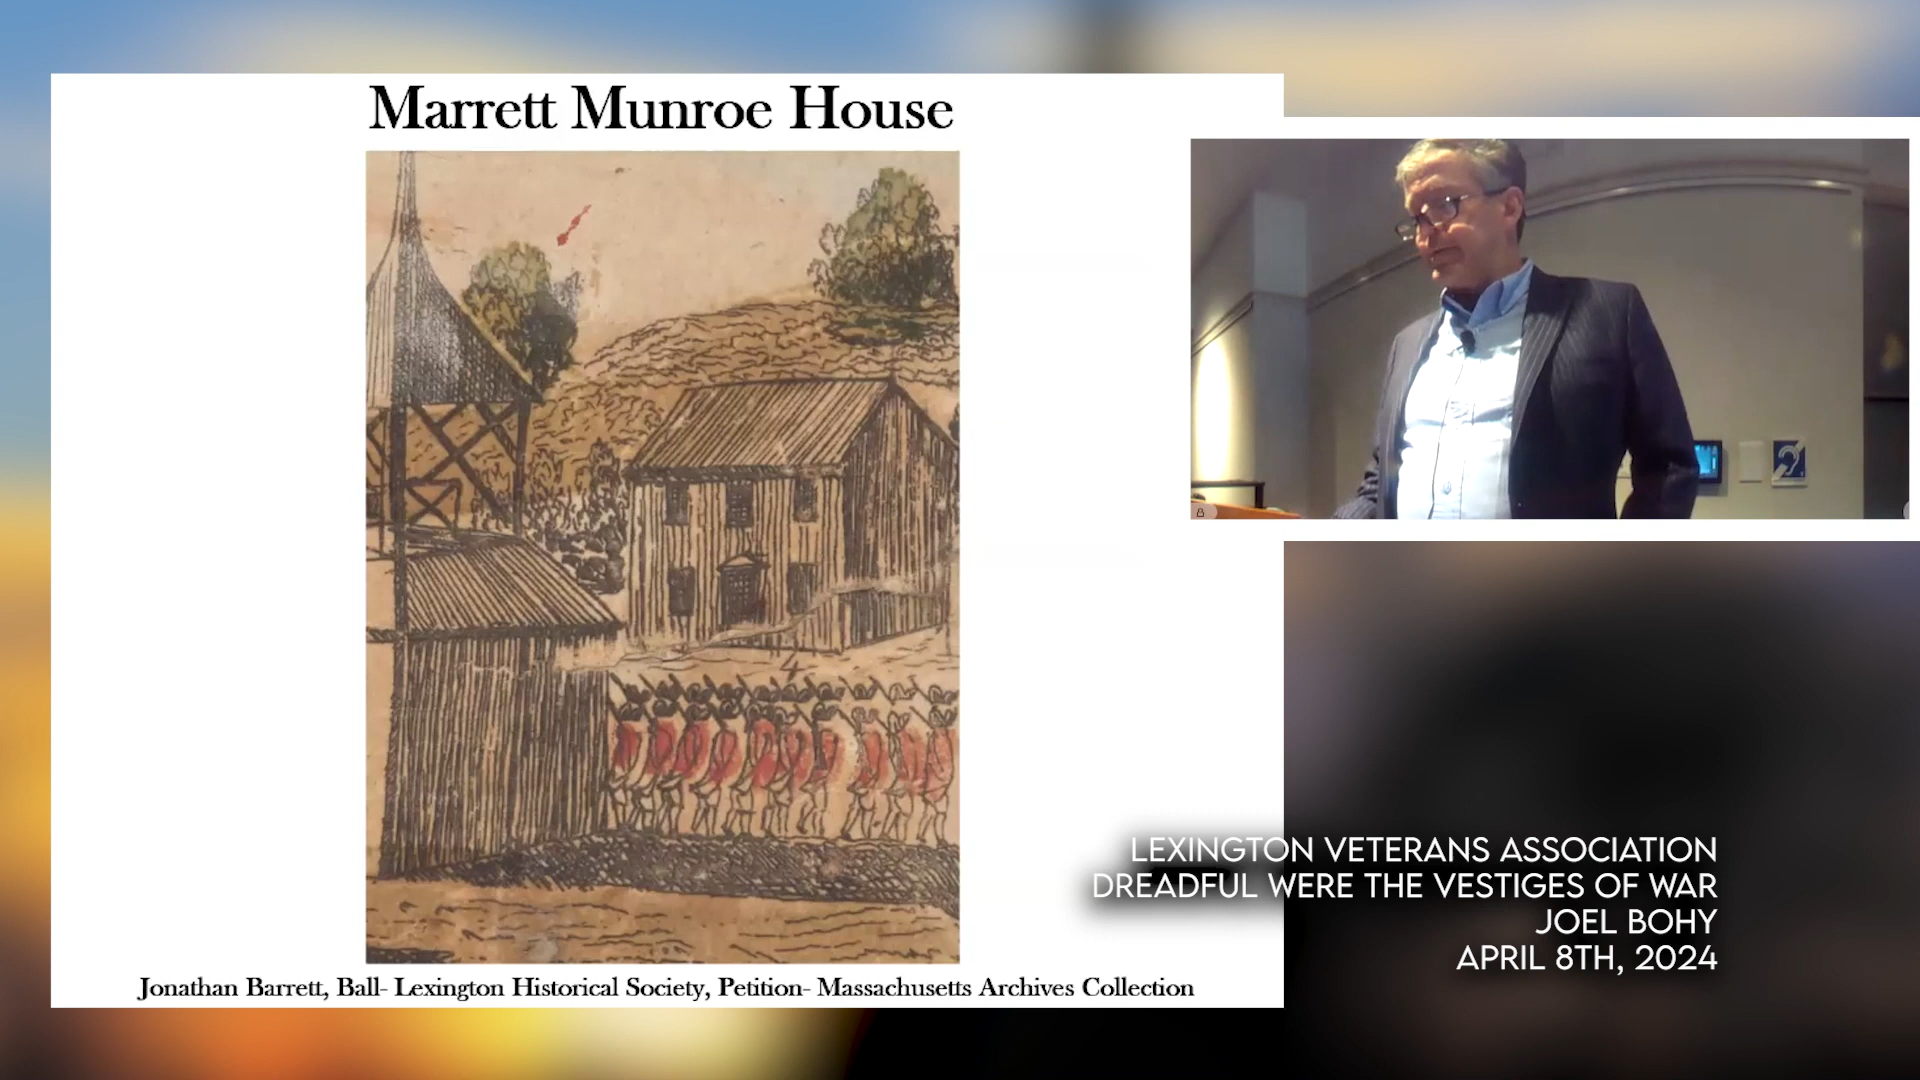 Marrett Munroe House
4
Jonathan Barrett, Ball- Lexington Historical Society, Petition- Massachusetts Archives Collection
LEXINGTON VETERANS ASSOCIATION
DREADFUL WERE THE VESTIGES OF WAR
JOEL BOHY
APRIL 8TH, 2024